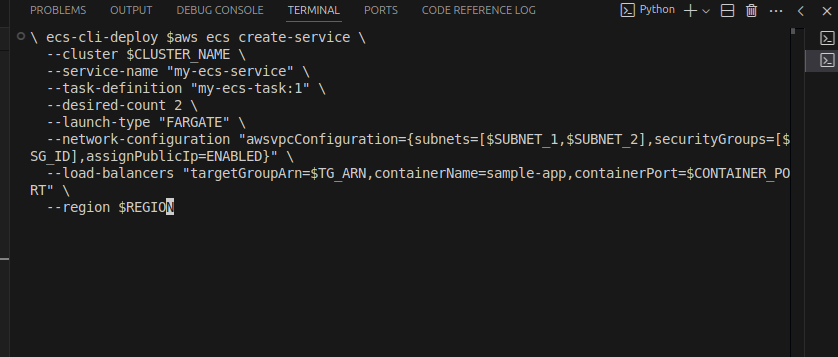 PROBLEMS OUTPUT DEBUG CONSOLE TERMINAL PORTS CODE REFERENCE LOG Python
\ ecs-cli-deploy $aws ecs create-service \
--cluster $CLUSTER_NAME \
--service-name "my-ecs-service" \
--task-definition "my-ecs-task:1" \
--desired-count 2 \
--launch-type "FARGATE" \
--network-configuration "awsvpcConfiguration={subnets=[$SUBNET_1,$SUBNET_2],securityGroups=[$
SG_ID],assignPublicIp=ENABLED}" \
--load-balancers "targetGroupArn=$TG_ARN,containerName=sample-app,containerPort=$CONTAINER_PO
RT" \
--region $REGION